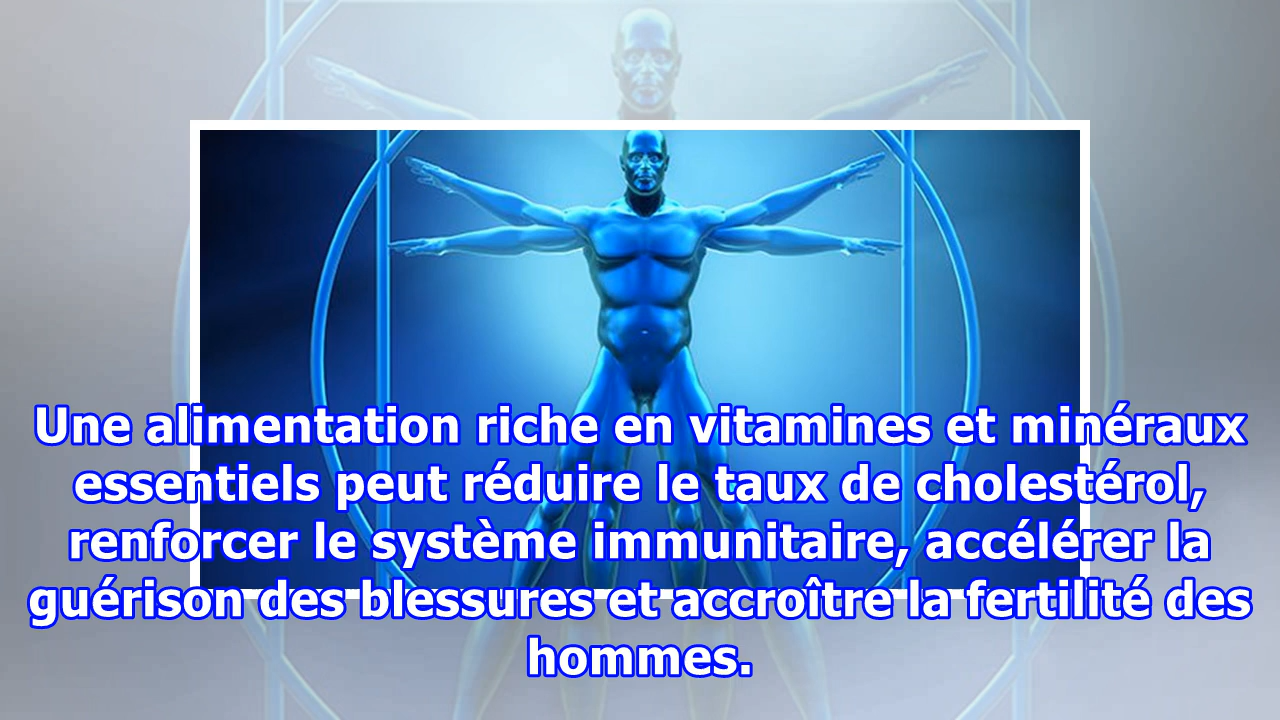 Une alimentation riche en vitamines et minéraux
essentiels peut réduire le taux de cholestérol,
renforcer le système immunitaire, accélérer la
guérison des blessures et accroître la fertilité des
hommes.